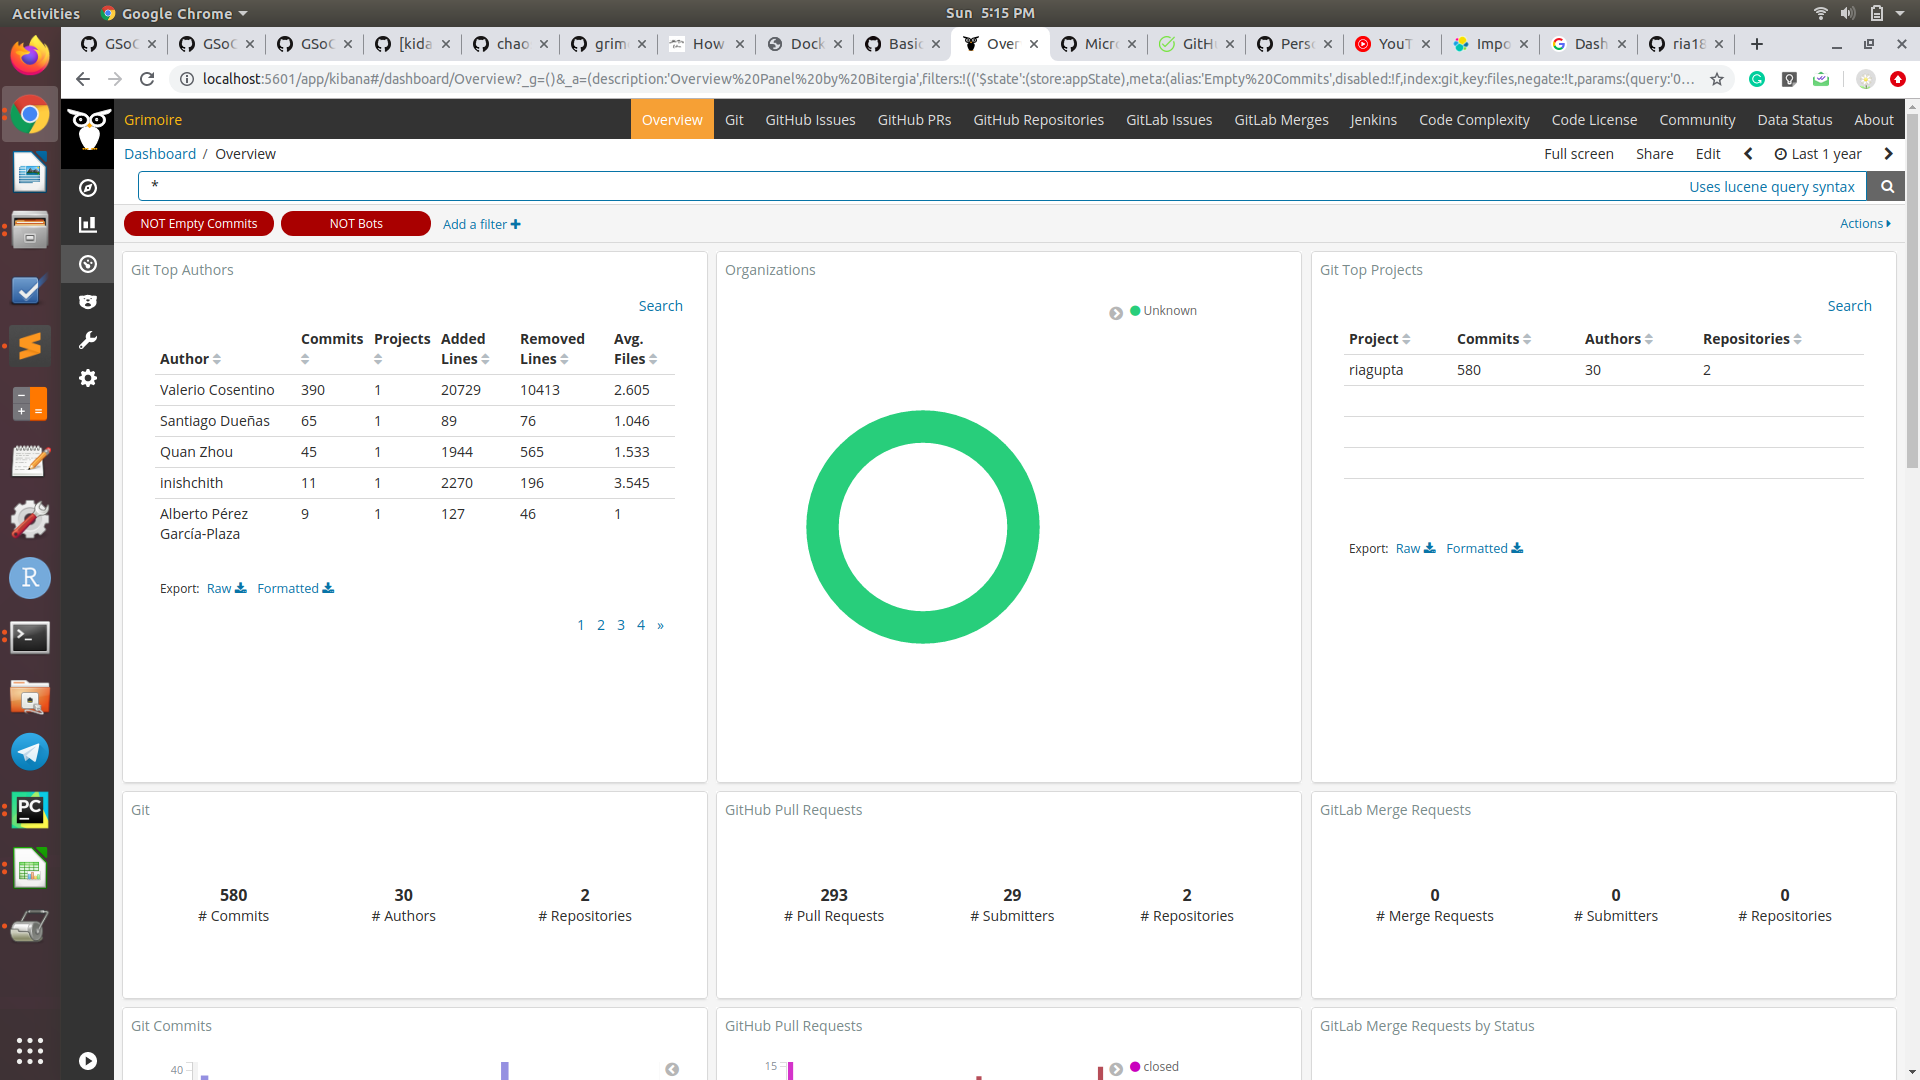 Activities Google Chrome Sun 5:15 PM
GSoC GSoC GSoC [kida chao grim How Dock Basic Over Micro GitH Perso YouT Impo Dash ria18
localhost:5601/app/kibana#/dashboard/Overview?_g=()&_a=(description:'Overview%20Panel%20by%20Bitergia',filters:!(('$state':(store:appState),meta:(alias:'Empty%20Commits',disabled:!f,index:git,key:files,negate:!t,params:(query:'0...
Grimoire Overview Git GitHub Issues GitHub PRs GitHub Repositories GitLab Issues GitLab Merges Jenkins Code Complexity Code License Community Data Status About
Dashboard / Overview Full screen Share Edit Last 1 year
* Uses lucene query syntax
NOT Empty Commits NOT Bots Add a filter + Actions
Git Top Authors
Search
Author Commits Projects Added Lines Removed Lines Avg. Files
Valerio Cosentino 390 1 20729 10413 2.605
Santiago Dueñas 65 1 89 76 1.046
Quan Zhou 45 1 1944 565 1.533
inishchith 11 1 2270 196 3.545
Alberto Pérez García-Plaza 9 1 127 46 1
Export: Raw Formatted
1 2 3 4 »
Organizations
Unknown
Git Top Projects
Search
Project Commits Authors Repositories
riagupta 580 30 2
Export: Raw Formatted
Git
580 30 2
# Commits # Authors # Repositories
GitHub Pull Requests
293 29 2
# Pull Requests # Submitters # Repositories
GitLab Merge Requests
0 0 0
# Merge Requests # Submitters # Repositories
Git Commits
40
GitHub Pull Requests
15
closed
GitLab Merge Requests by Status
R
PC